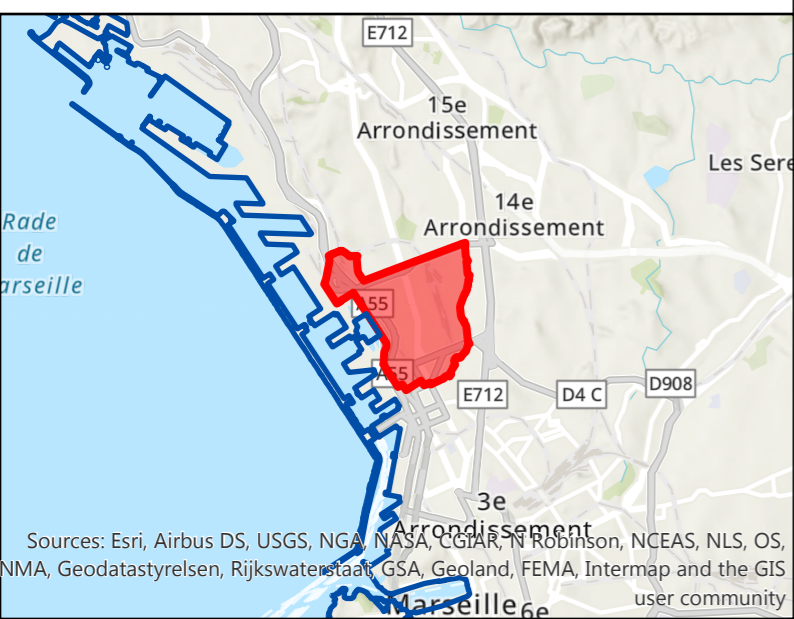 E712
15e
Arrondissement
Les Sere
14e
Arrondissement
Rade
de
arseille
A55
A55
E712
D4 C
D908
3e
Arrondissement
Sources: Esri, Airbus DS, USGS, NGA, NASA, CGIAR, N Robinson, NCEAS, NLS, OS,
NMA, Geodatastyrelsen, Rijkswaterstaat, GSA, Geoland, FEMA, Intermap and the GIS
user community
Marseille
6e